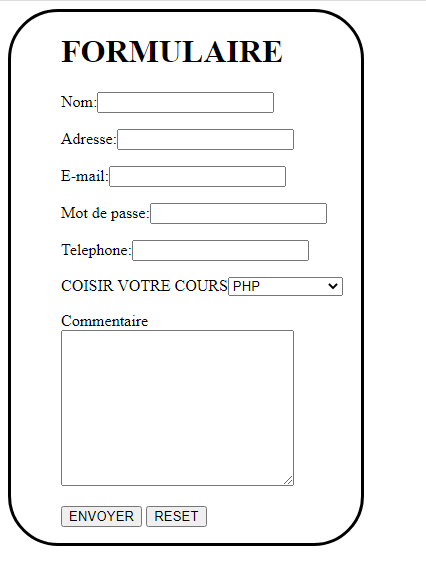 FORMULAIRE
Nom:
Adresse:
E-mail:
Mot de passe:
Telephone:
COISIR VOTRE COURS PHP
Commentaire
ENVOYER RESET